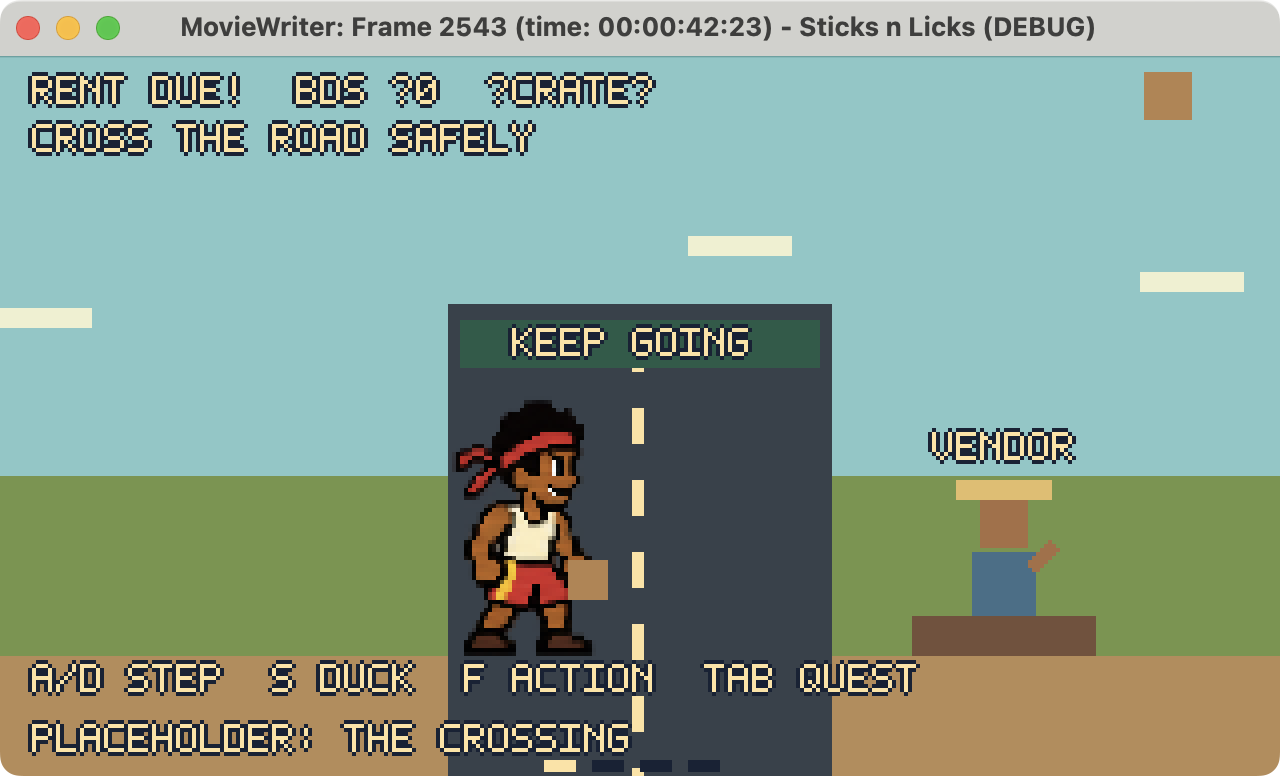 MovieWriter: Frame 2543 (time: 00:00:42:23) - Sticks n Licks (DEBUG)
RENT DUE!  BDS ?0  ?CRATE?
CROSS THE ROAD SAFELY
KEEP GOING
VENDOR
A/D STEP  S DUCK  F ACTION  TAB QUEST
PLACEHOLDER: THE CROSSING